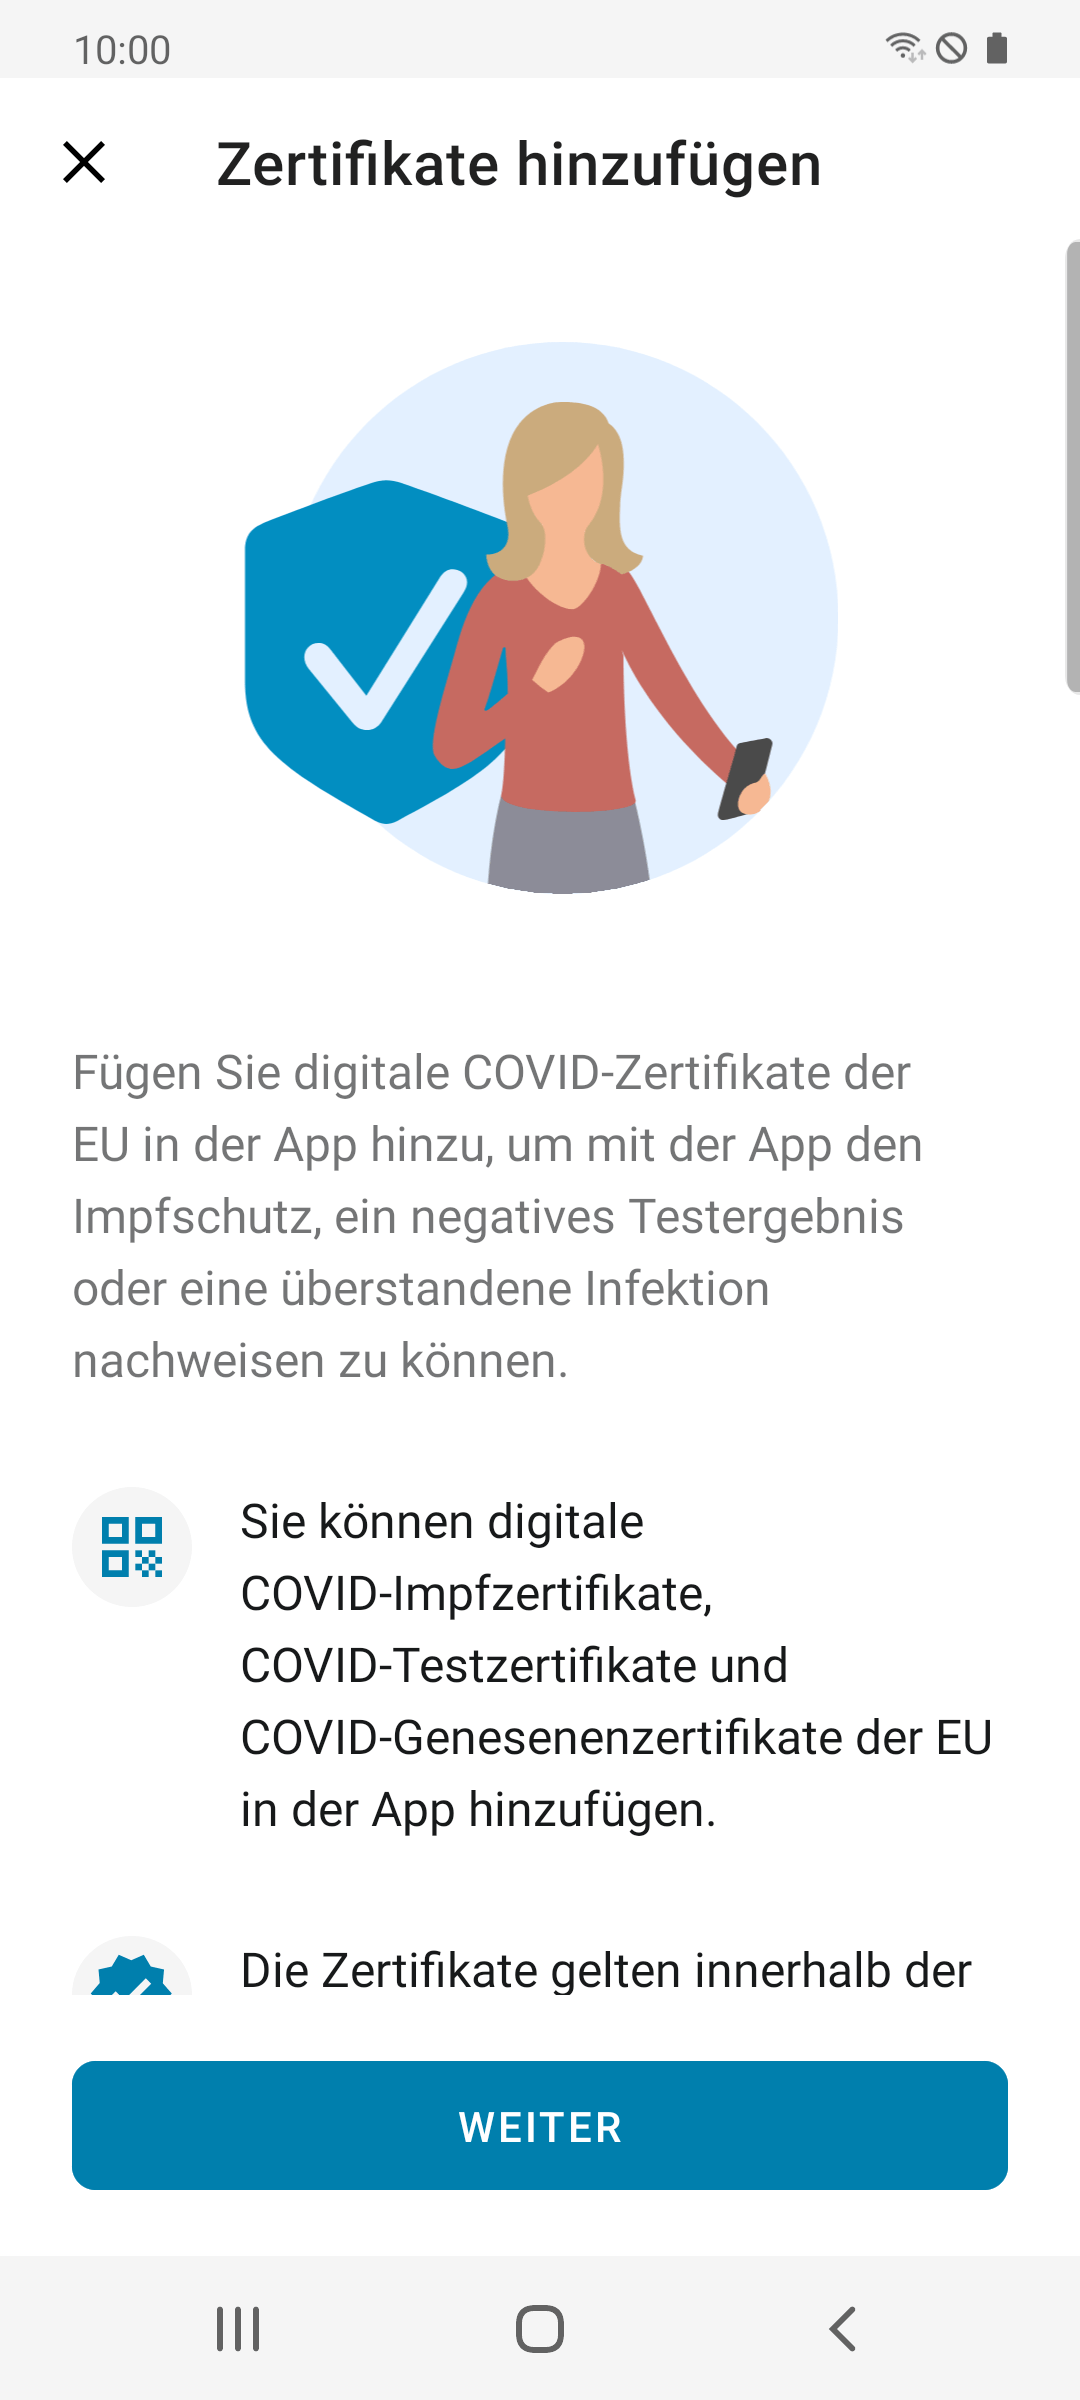 10:00
Zertifikate hinzufügen
Fügen Sie digitale COVID-Zertifikate der
EU in der App hinzu, um mit der App den
Impfschutz, ein negatives Testergebnis
oder eine überstandene Infektion
nachweisen zu können.
Sie können digitale
COVID-Impfzertifikate,
COVID-Testzertifikate und
COVID-Genesenenzertifikate der EU
in der App hinzufügen.
Die Zertifikate gelten innerhalb der
WEITER